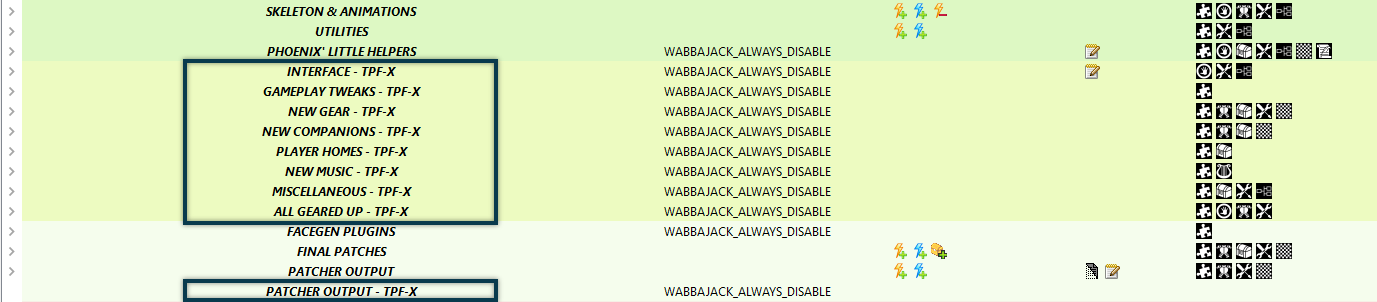 SKELETON & ANIMATIONS
UTILITIES
PHOENIX' LITTLE HELPERS WABBAJACK_ALWAYS_DISABLE
INTERFACE - TPF-X WABBAJACK_ALWAYS_DISABLE
GAMEPLAY TWEAKS - TPF-X WABBAJACK_ALWAYS_DISABLE
NEW GEAR - TPF-X WABBAJACK_ALWAYS_DISABLE
NEW COMPANIONS - TPF-X WABBAJACK_ALWAYS_DISABLE
PLAYER HOMES - TPF-X WABBAJACK_ALWAYS_DISABLE
NEW MUSIC - TPF-X WABBAJACK_ALWAYS_DISABLE
MISCELLANEOUS - TPF-X WABBAJACK_ALWAYS_DISABLE
ALL GEARED UP - TPF-X WABBAJACK_ALWAYS_DISABLE
FACEGEN PLUGINS WABBAJACK_ALWAYS_DISABLE
FINAL PATCHES
PATCHER OUTPUT
PATCHER OUTPUT - TPF-X WABBAJACK_ALWAYS_DISABLE